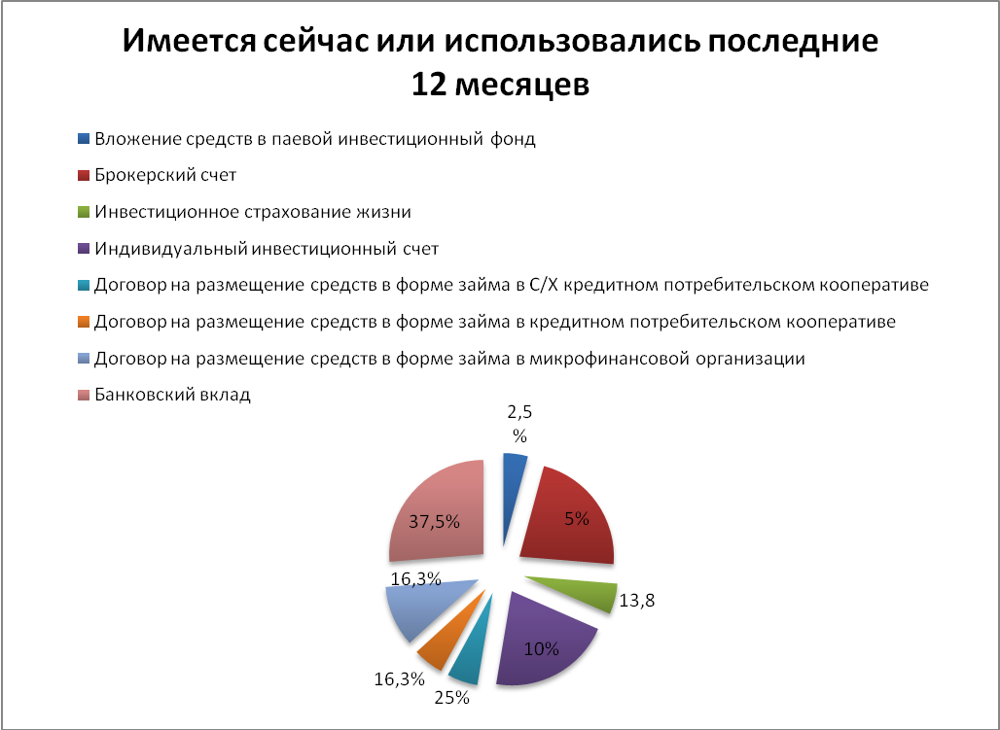 Имеется сейчас или использовались последние
12 месяцев
Вложение средств в паевой инвестиционный фонд
Брокерский счет
Инвестиционное страхование жизни
Индивидуальный инвестиционный счет
Договор на размещение средств в форме займа в С/Х кредитном потребительском кооперативе
Договор на размещение средств в форме займа в кредитном потребительском кооперативе
Договор на размещение средств в форме займа в микрофинансовой организации
Банковский вклад
2,5
%
37,5%
5%
16,3%
13,8
10%
16,3%
25%